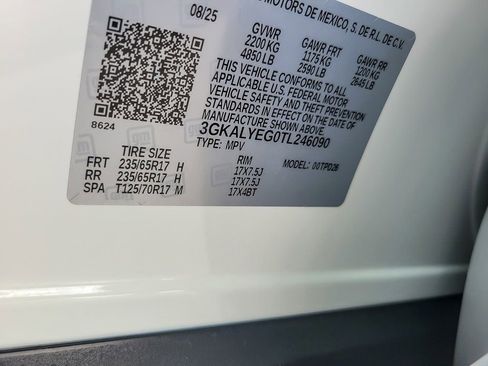 MOTORS DE MEXICO, S. DE R.L. DE C.V.
08/25
GVWR GAWR FRT GAWR RR
2200 KG 1175 KG 1200 KG
4850 LB 2590 LB 2645 LB
THIS VEHICLE CONFORMS TO ALL
APPLICABLE U.S. FEDERAL MOTOR
VEHICLE SAFETY AND THEFT PREVENTION
STANDARDS IN EFFECT ON THE DATE OF
MANUFACTURE SHOWN ABOVE.
8624
3GKALYEG0TL246090
TYPE: MPV MODEL: 00TPD26
TIRE SIZE RIM
FRT 235/65R17 H 17X7.5J
RR 235/65R17 H 17X7.5J
SPA T125/70R17 M 17X4BT
gm